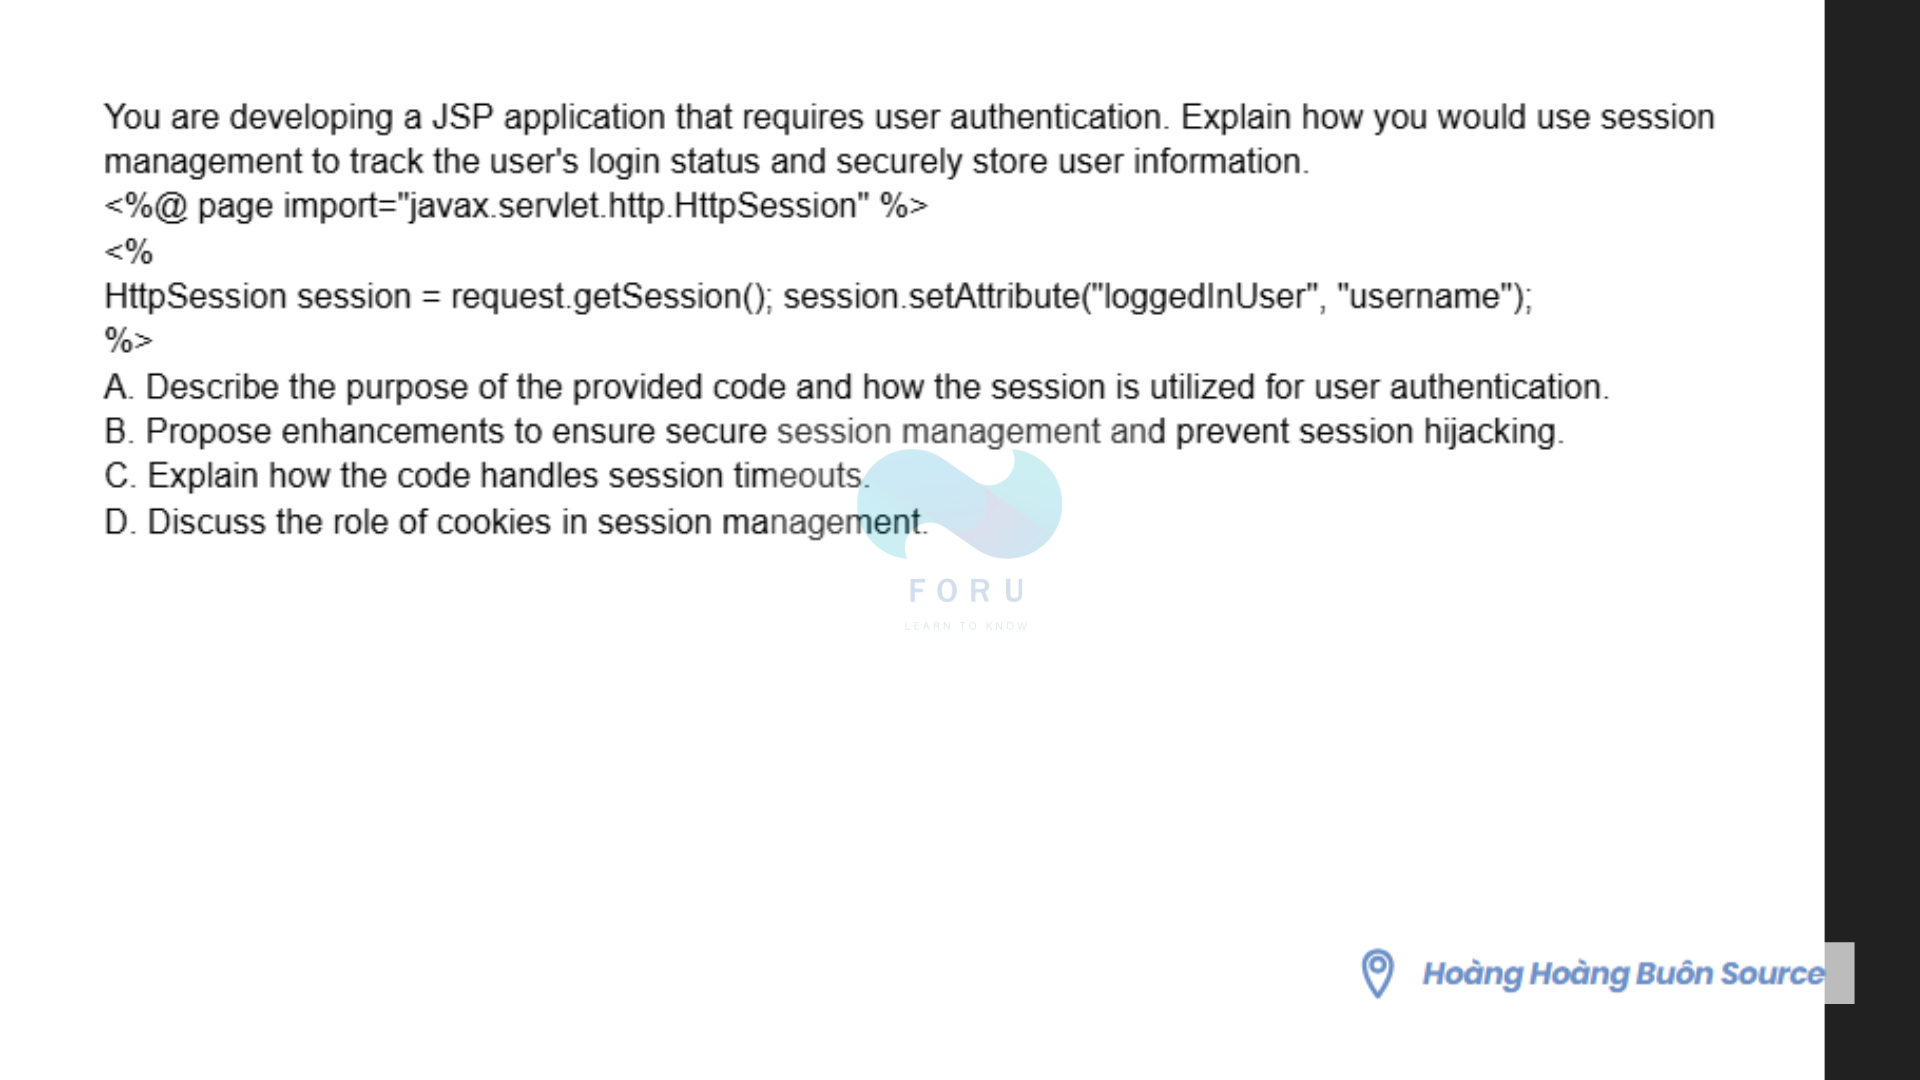 You are developing a JSP application that requires user authentication. Explain how you would use session
management to track the user's login status and securely store user information.
<%@ page import="javax.servlet.http.HttpSession" %>
<%
HttpSession session = request.getSession(); session.setAttribute("loggedInUser", "username");
%>
A. Describe the purpose of the provided code and how the session is utilized for user authentication.
B. Propose enhancements to ensure secure session management and prevent session hijacking.
C. Explain how the code handles session timeouts.
D. Discuss the role of cookies in session management.
FORU
LEARN TO KNOW
Hoàng Hoàng Buôn Source